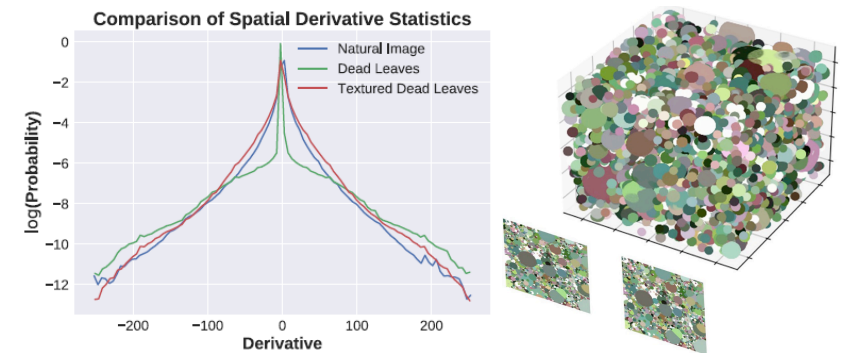 Comparison of Spatial Derivative Statistics
Natural Image
Dead Leaves
Textured Dead Leaves
log(Probability)
0
−2
−4
−6
−8
−10
−12
−200 −100 0 100 200
Derivative